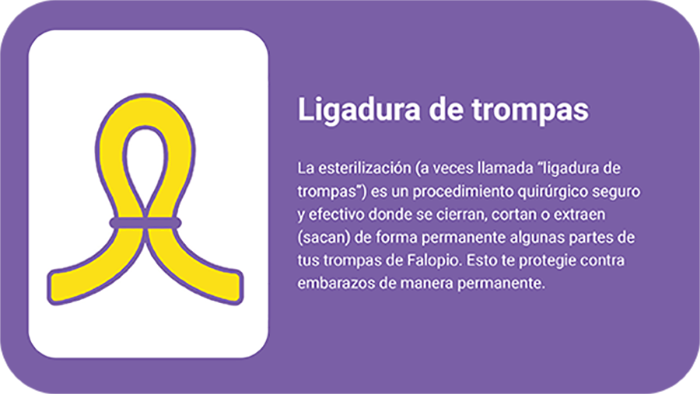 Ligadura de trompas
La esterilización (a veces llamada “ligadura de
trompas”) es un procedimiento quirúrgico seguro
y efectivo donde se cierran, cortan o extraen
(sacan) de forma permanente algunas partes de
tus trompas de Falopio. Esto te protegie contra
embarazos de manera permanente.